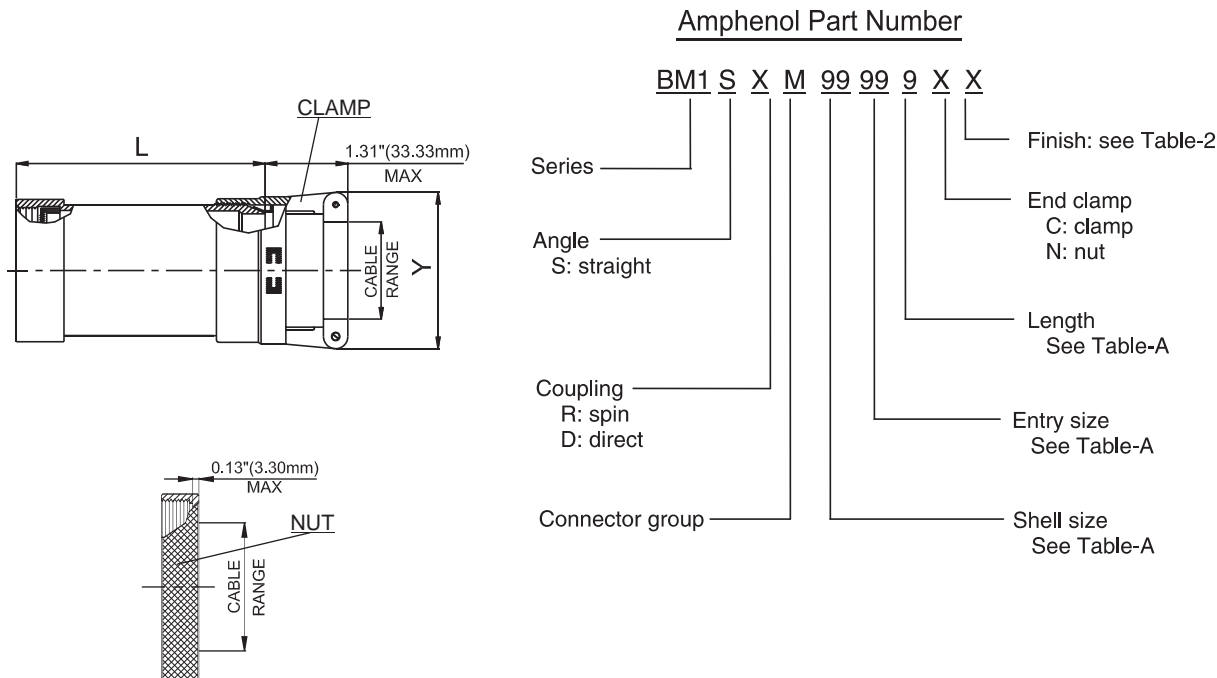 Amphenol Part Number
BM1 S X M 99 99 9 X X
Finish: see Table-2
End clamp
C: clamp
N: nut
Length
See Table-A
Entry size
See Table-A
Shell size
See Table-A
Series
Angle
S: straight
Coupling
R: spin
D: direct
Connector group
CLAMP
L
1.31"(33.33mm)
MAX
CABLE
RANGE
Y
0.13"(3.30mm)
MAX
NUT
CABLE
RANGE